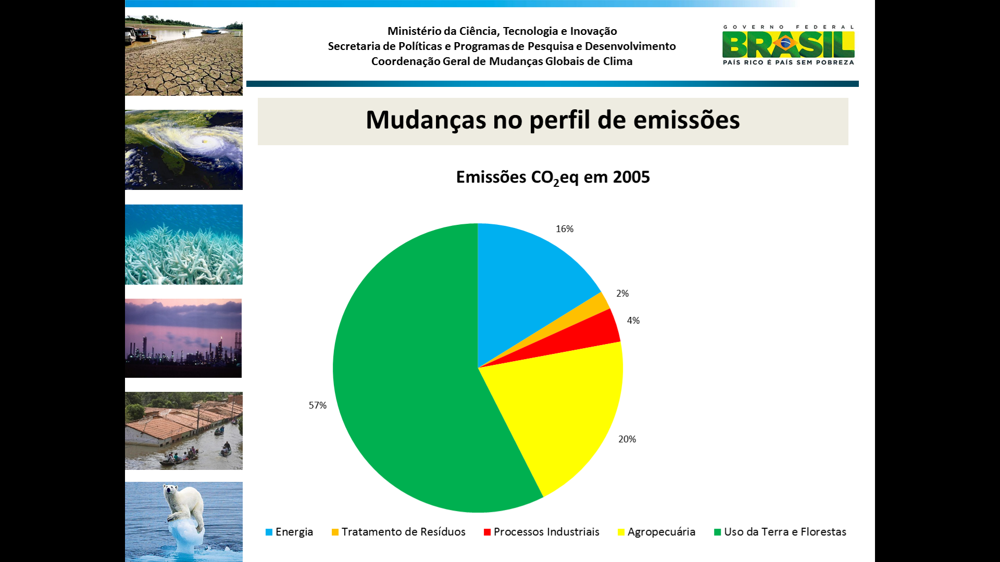 Ministério da Ciência, Tecnologia e Inovação
Secretaria de Políticas e Programas de Pesquisa e Desenvolvimento
Coordenação Geral de Mudanças Globais de Clima
GOVERNO FEDERAL
BRASIL
PAÍS RICO É PAÍS SEM POBREZA
Mudanças no perfil de emissões
Emissões CO₂eq em 2005
16%
2%
4%
57%
20%
Energia
Tratamento de Resíduos
Processos Industriais
Agropecuária
Uso da Terra e Florestas